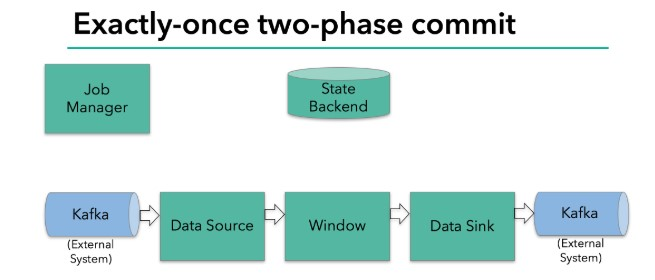 Exactly-once two-phase commit
Job
Manager
State
Backend
Kafka
(External
System)
Data Source
Window
Data Sink
Kafka
(External
System)